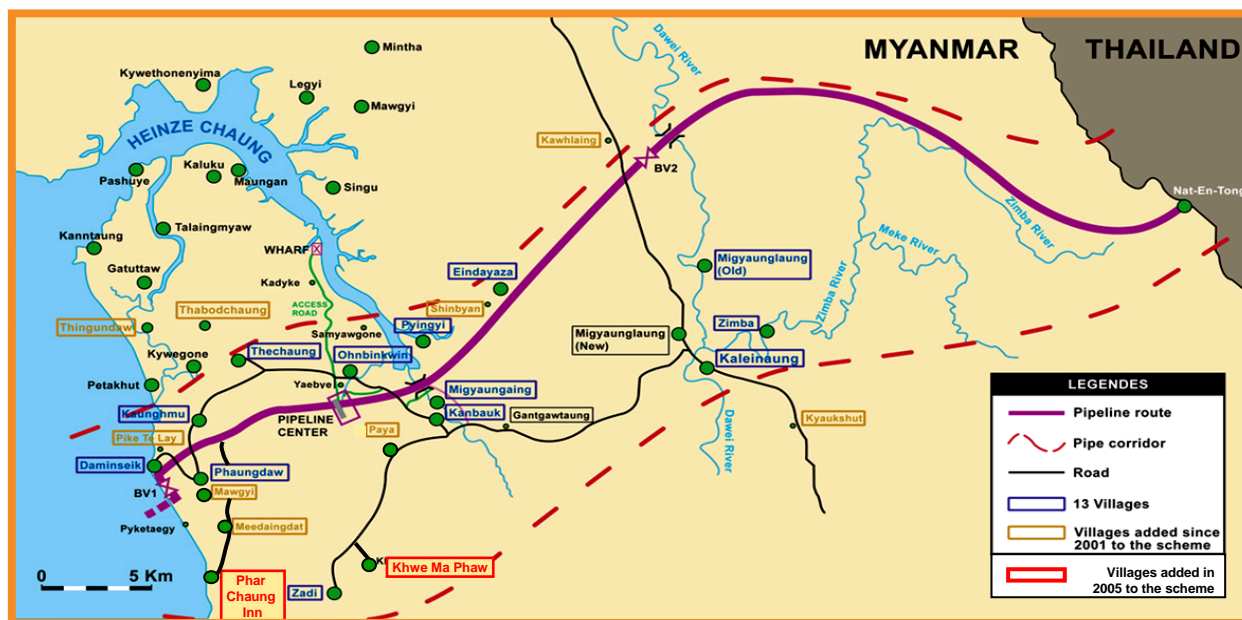 MYANMAR
THAILAND
Mintha
Dawei River
Kywethonenyima
Legyi
Mawgyi
HEINZE CHAUNG
Kawhlaing
BV2
Kaluku
Pashuye
Maungan
Singu
Nat-En-Tong
Zimba River
Talaingmyaw
Meke River
Kanntaung
WHARF
Gatuttaw
Kadyke
Eindayaza
Migyaunglaung
(Old)
ACCESS
ROAD
Shinbyan
Zimba River
Thabodchaung
Thingundaw
Samyawgone
Pyingyi
Migyaunglaung
(New)
Zimba
Kywegone
Thechaung
Ohnbinkwin
Kaleinaung
Petakhut
Yaebye
Migyaungaing
Kaunghmu
PIPELINE
CENTER
Kanbauk
Gantgawtaung
Dawei River
Kyaukshut
Paya
Pike Te Lay
Daminseik
Phaungdaw
BV1
Mawgyi
Pyketaegy
Meedaingdat
Khwe Ma Phaw
0 5 Km
Phar
Chaung
Inn
Zadi
LEGENDES
Pipeline route
Pipe corridor
Road
13 Villages
Villages added since
2001 to the scheme
Villages added in
2005 to the scheme